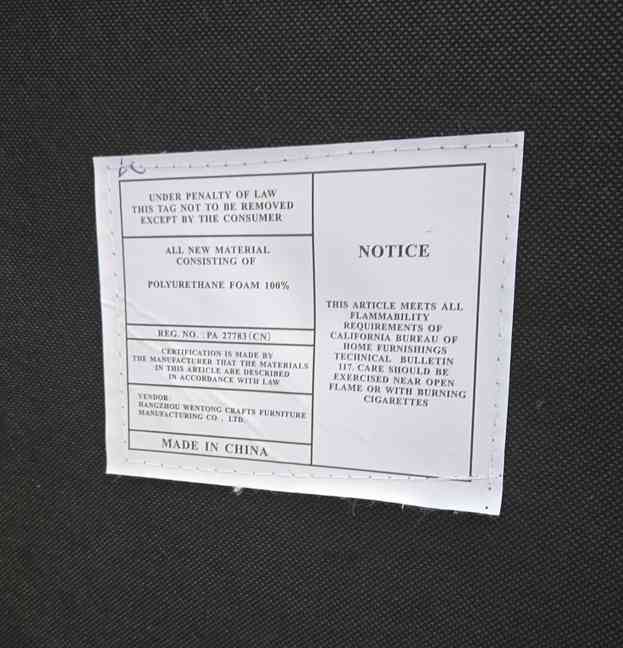 UNDER PENALTY OF LAW
THIS TAG NOT TO BE REMOVED
EXCEPT BY THE CONSUMER
ALL NEW MATERIAL
CONSISTING OF
POLYURETHANE FOAM 100%
REG. NO. : PA 27783(CN)
CERTIFICATION IS MADE BY
THE MANUFACTURER THAT THE MATERIALS
IN THIS ARTICLE ARE DESCRIBED
IN ACCORDANCE WITH LAW
VENDOR:
HANGZHOU WENTONG CRAFTS FURNITURE
MANUFACTURING CO., LTD.
MADE IN CHINA
NOTICE
THIS ARTICLE MEETS ALL
FLAMMABILITY
REQUIREMENTS OF
CALIFORNIA BUREAU OF
HOME FURNISHINGS
TECHNICAL BULLETIN
117. CARE SHOULD BE
EXERCISED NEAR OPEN
FLAME OR WITH BURNING
CIGARETTES